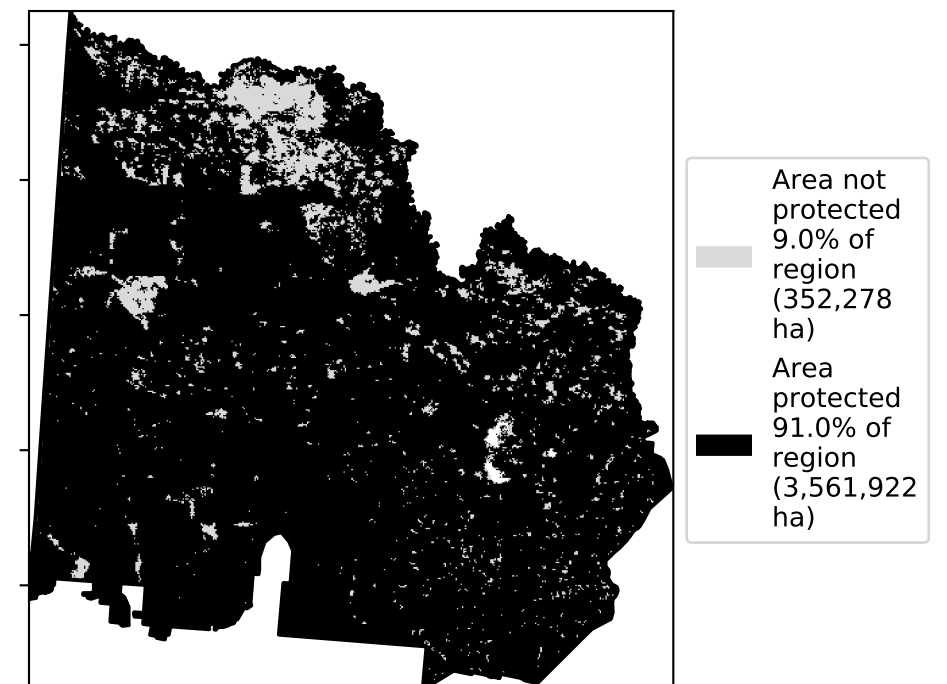 Area not
protected
9.0% of
region
(352,278
ha)
Area
protected
91.0% of
region
(3,561,922
ha)